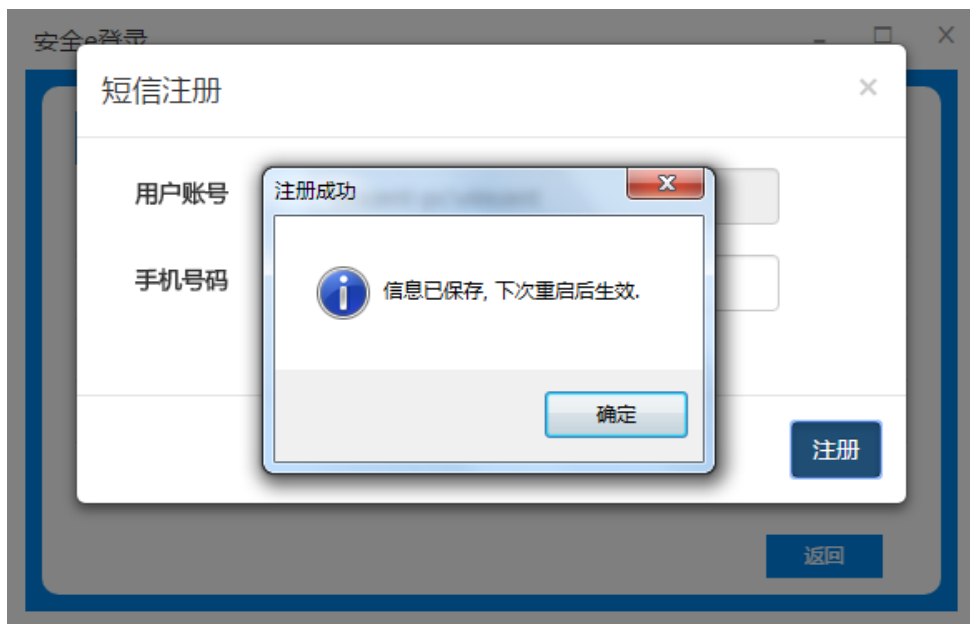 安全e登录
短信注册
用户账号
注册成功
手机号码
信息已保存, 下次重启后生效.
确定
注册
返回